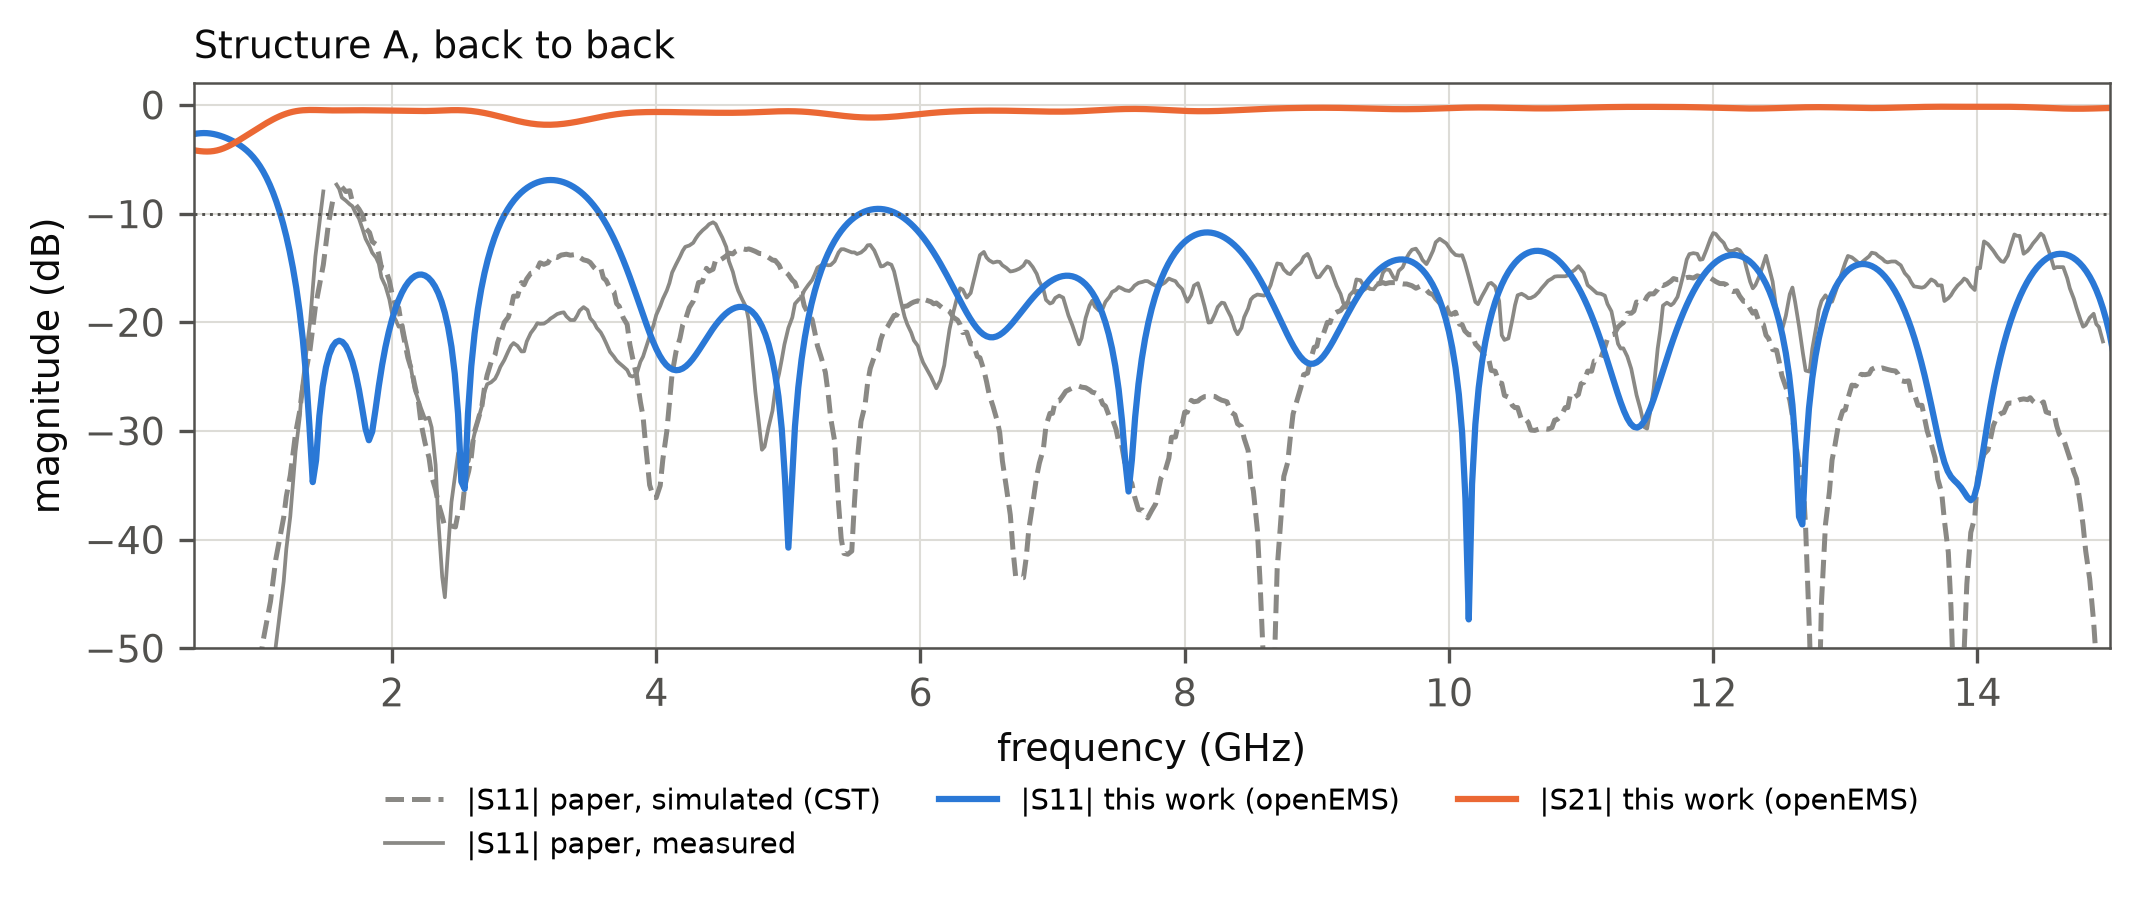 Structure A, back to back
magnitude (dB)
0
−10
−20
−30
−40
−50
2 4 6 8 10 12 14
frequency (GHz)
|S11| paper, simulated (CST) |S11| this work (openEMS) |S21| this work (openEMS)
|S11| paper, measured